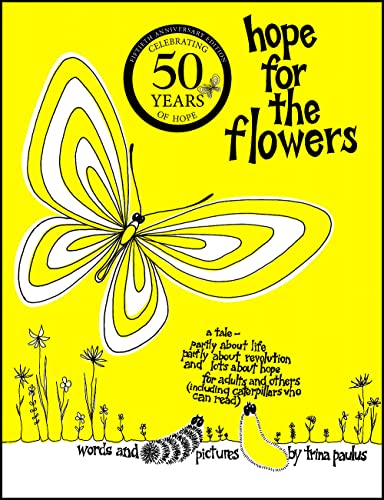 FIFTIETH ANNIVERSARY EDITION
CELEBRATING
50
YEARS
OF HOPE
hope
for
the
flowers
a tale –
partly about life
partly about revolution
and lots about hope
for adults and others
(including caterpillars who
can read)
words and pictures by trina paulus